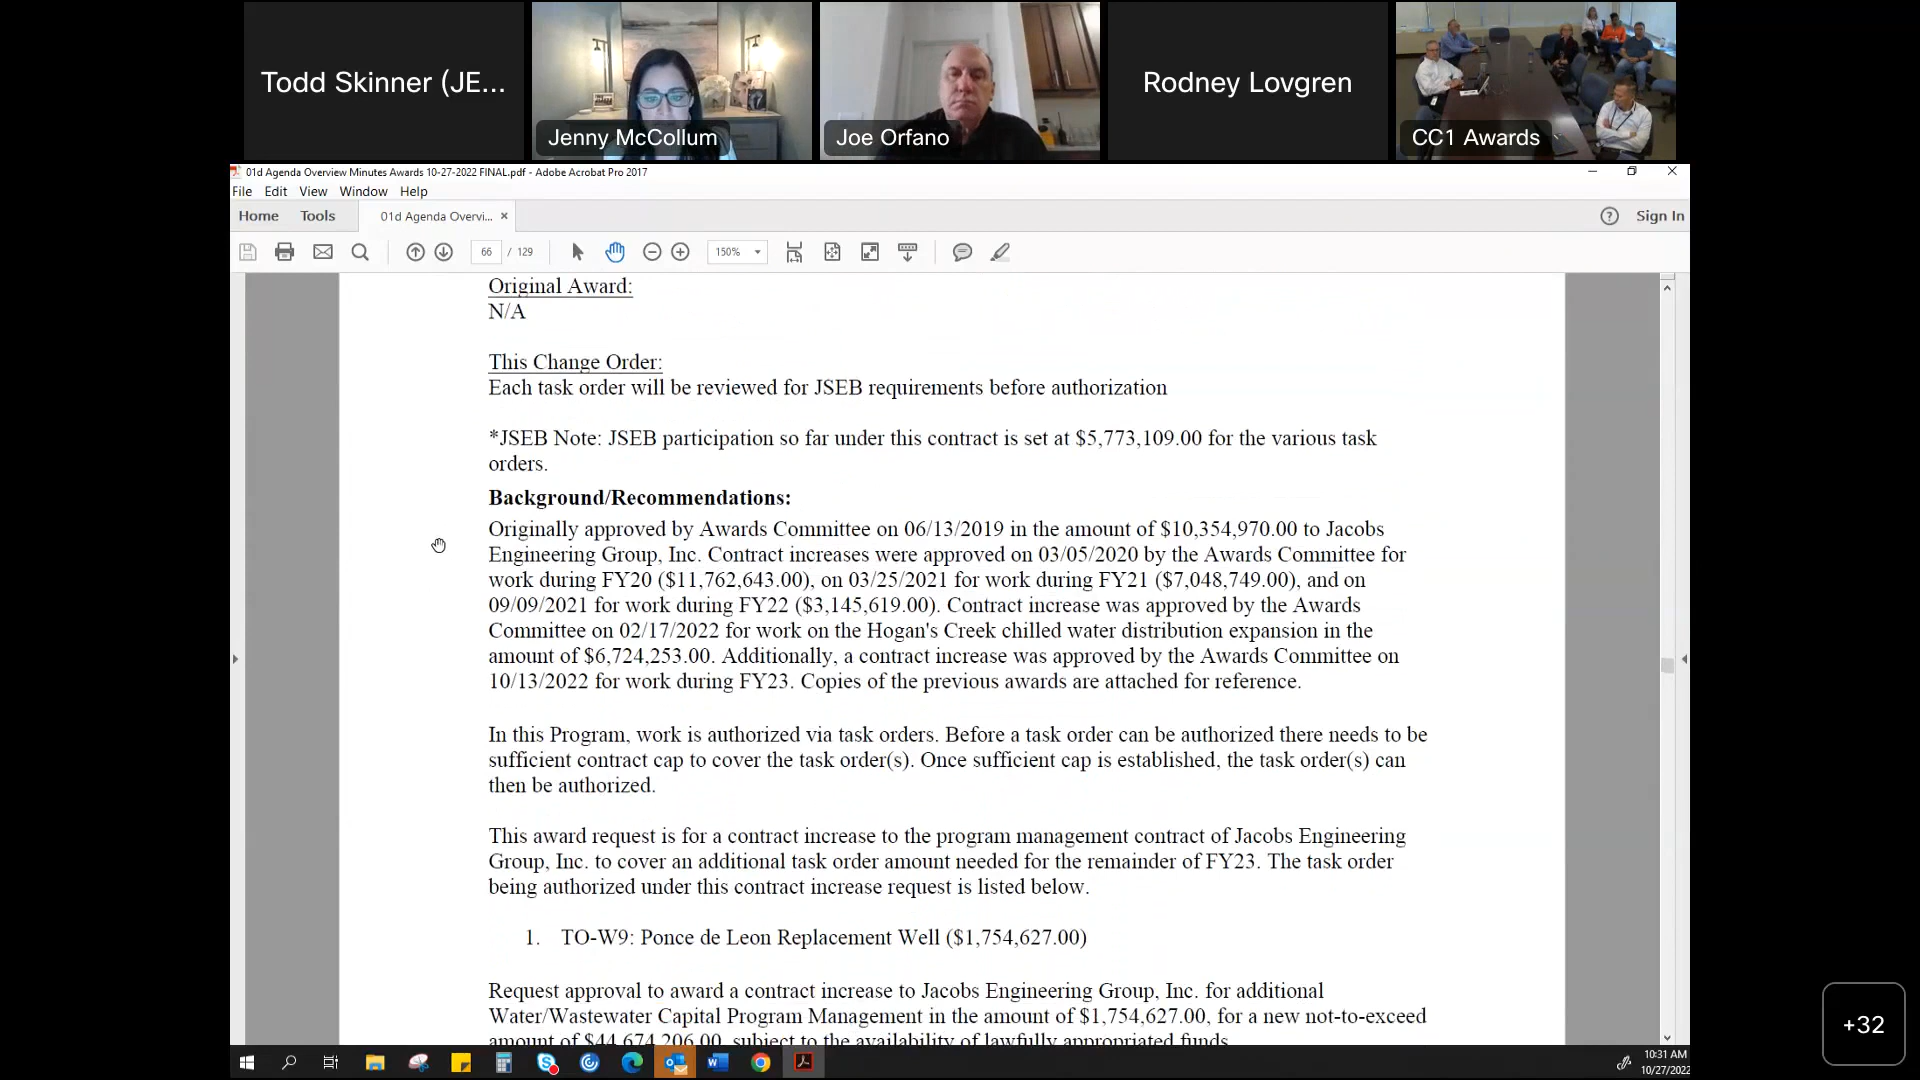 Todd Skinner (JE...
Jenny McCollum
Joe Orfano
Rodney Lovgren
CC1 Awards
01d Agenda Overview Minutes Awards 10-27-2022 FINAL.pdf - Adobe Acrobat Pro 2017
File Edit View Window Help
Home Tools 01d Agenda Overvi... × Sign In
66 / 129 150%
Original Award:
N/A
This Change Order:
Each task order will be reviewed for JSEB requirements before authorization
*JSEB Note: JSEB participation so far under this contract is set at $5,773,109.00 for the various task
orders.
Background/Recommendations:
Originally approved by Awards Committee on 06/13/2019 in the amount of $10,354,970.00 to Jacobs
Engineering Group, Inc. Contract increases were approved on 03/05/2020 by the Awards Committee for
work during FY20 ($11,762,643.00), on 03/25/2021 for work during FY21 ($7,048,749.00), and on
09/09/2021 for work during FY22 ($3,145,619.00). Contract increase was approved by the Awards
Committee on 02/17/2022 for work on the Hogan's Creek chilled water distribution expansion in the
amount of $6,724,253.00. Additionally, a contract increase was approved by the Awards Committee on
10/13/2022 for work during FY23. Copies of the previous awards are attached for reference.
In this Program, work is authorized via task orders. Before a task order can be authorized there needs to be
sufficient contract cap to cover the task order(s). Once sufficient cap is established, the task order(s) can
then be authorized.
This award request is for a contract increase to the program management contract of Jacobs Engineering
Group, Inc. to cover an additional task order amount needed for the remainder of FY23. The task order
being authorized under this contract increase request is listed below.
1. TO-W9: Ponce de Leon Replacement Well ($1,754,627.00)
Request approval to award a contract increase to Jacobs Engineering Group, Inc. for additional
Water/Wastewater Capital Program Management in the amount of $1,754,627.00, for a new not-to-exceed
amount of $44,674,206.00, subject to the availability of lawfully appropriated funds.
+32
10:31 AM
10/27/2022